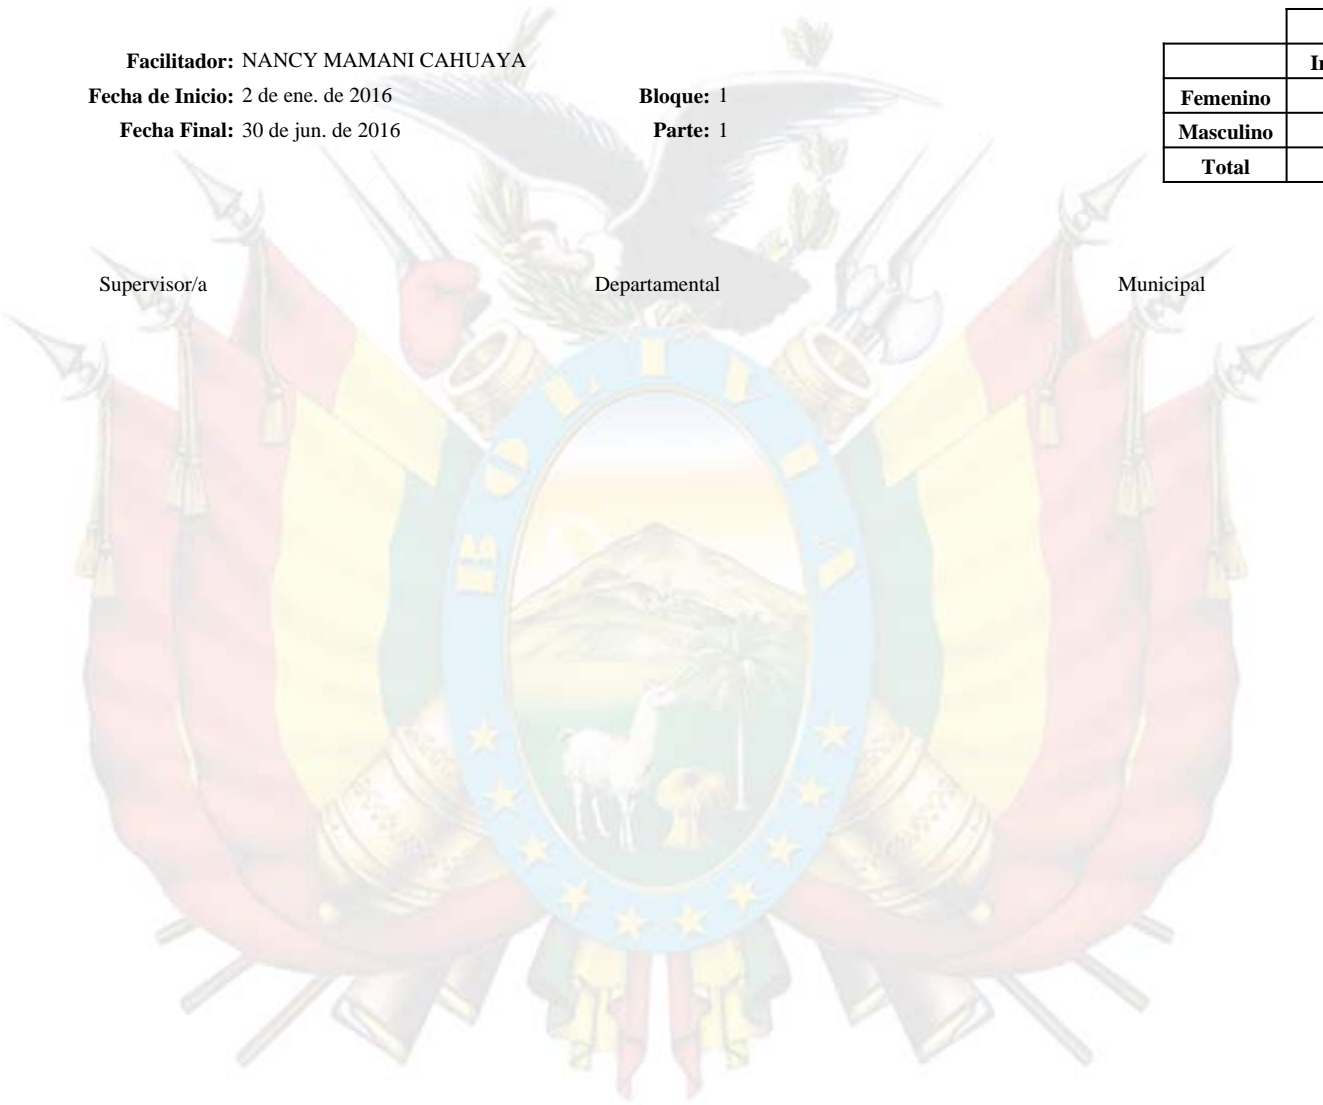 Facilitador: NANCY MAMANI CAHUAYA
Fecha de Inicio: 2 de ene. de 2016 Bloque: 1
Fecha Final: 30 de jun. de 2016 Parte: 1
Femenino
Masculino
Total
Supervisor/a Departamental Municipal
BOLIVIA